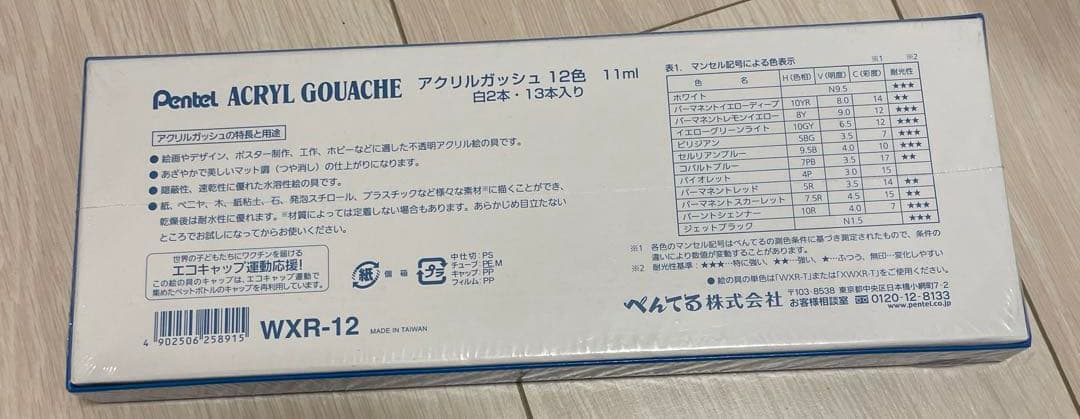 Pentel ACRYL GOUACHE アクリルガッシュ 12色 11ml
白2本・13本入り
アクリルガッシュの特長と用途
● 絵画やデザイン、ポスター制作、工作、ホビーなどに適した不透明アクリル絵の具です。
● あざやかで美しいマット調（つや消し）の仕上がりになります。
● 隠蔽性、速乾性に優れた水溶性絵の具です。
● 紙、ベニヤ、木、紙粘土、石、発泡スチロール、プラスチックなど様々な素材※に描くことができ、
乾燥後は耐水性に優れます。※材質によっては定着しない場合もあります。あらかじめ目立たない
ところでお試しになってからお使いください。
世界の子どもたちにワクチンを届ける
エコキャップ運動応援!
この絵の具のキャップは、エコキャップ運動で
集めたペットボトルのキャップを再利用しています。
紙 個 箱
プラ
中仕切:PS
チューブ:PE,M
キャップ:PP
フィルム:PP
4 902506 258915
WXR-12 MADE IN TAIWAN
表1. マンセル記号による色表示 ※1 ※2
色 名 H(色相) V(明度) C(彩度) 耐光性
ホワイト N9.5 ★★★
パーマネントイエローディープ 10YR 8.0 14 ★★
パーマネントレモンイエロー 8Y 9.0 12 ★★★
イエローグリーンライト 10GY 6.5 12 ★★★
ビリジアン 5BG 3.5 7 ★★★
セルリアンブルー 9.5B 4.0 10 ★★★
コバルトブルー 7PB 3.5 17 ★★
バイオレット 4P 3.0 15
パーマネントレッド 5R 3.5 14 ★★
パーマネントスカーレット 7.5R 4.5 15 ★★
バーントシェンナー 10R 4.0 7 ★★★
ジェットブラック N1.5 ★★★
※1 各色のマンセル記号はぺんてるの測色条件に基づき測定されたもので、条件の
違いにより数値が変動することがあります。
※2 耐光性基準:★★★…特に強い、★★…強い、★…ふつう、無印…変化しやすい
● 絵の具の単色は「WXR-T」または「XWXR-T」をご使用ください。
ぺんてる株式会社
〒103-8538 東京都中央区日本橋小網町7-2
お客様相談室 0120-12-8133
www.pentel.co.jp